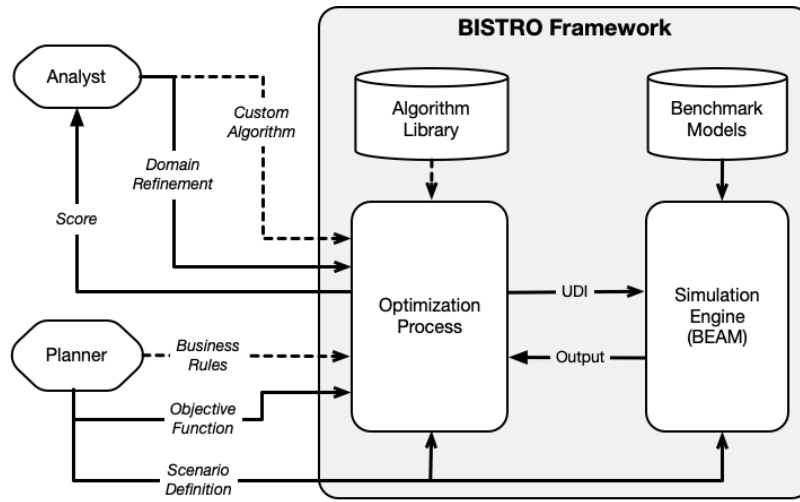 BISTRO Framework
Analyst
Custom
Algorithm
Algorithm
Library
Benchmark
Models
Domain
Refinement
Score
Optimization
Process
UDI
Simulation
Engine
(BEAM)
Output
Planner
Business
Rules
Objective
Function
Scenario
Definition